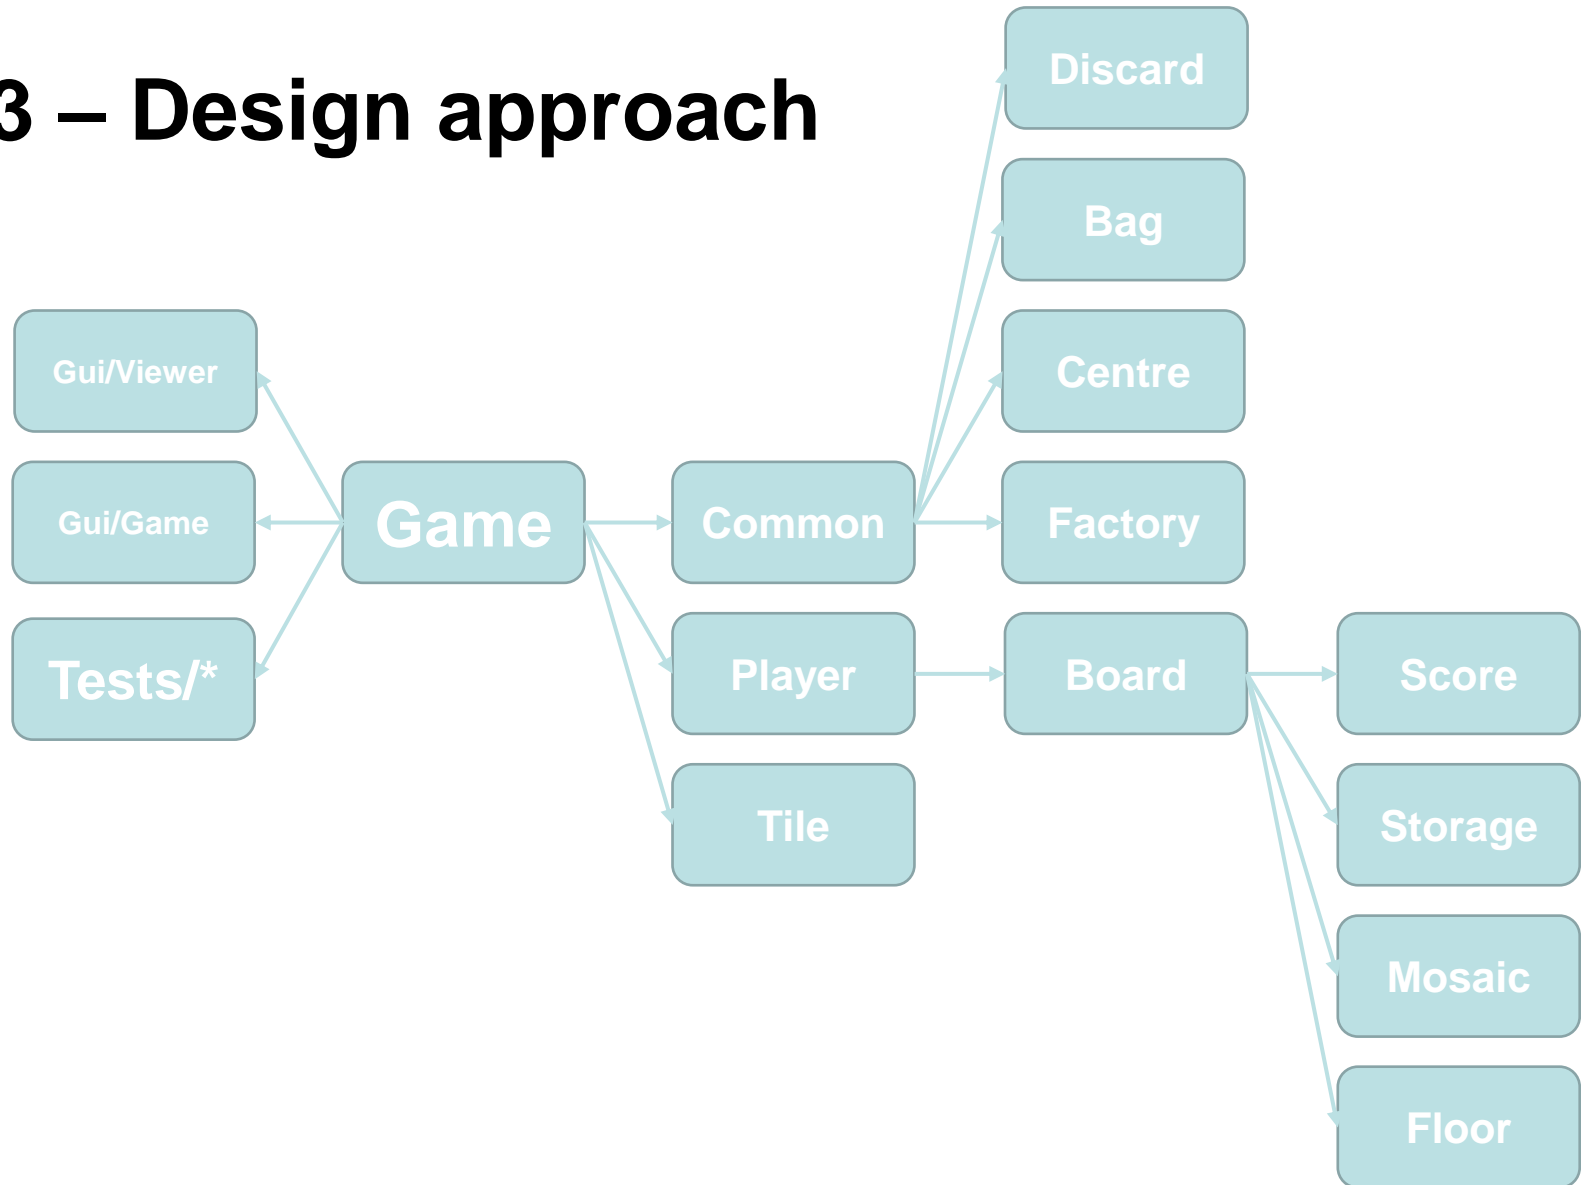 3 – Design approach
Discard
Bag
Gui/Viewer
Centre
Gui/Game
Game
Common
Factory
Tests/*
Player
Board
Score
Tile
Storage
Mosaic
Floor